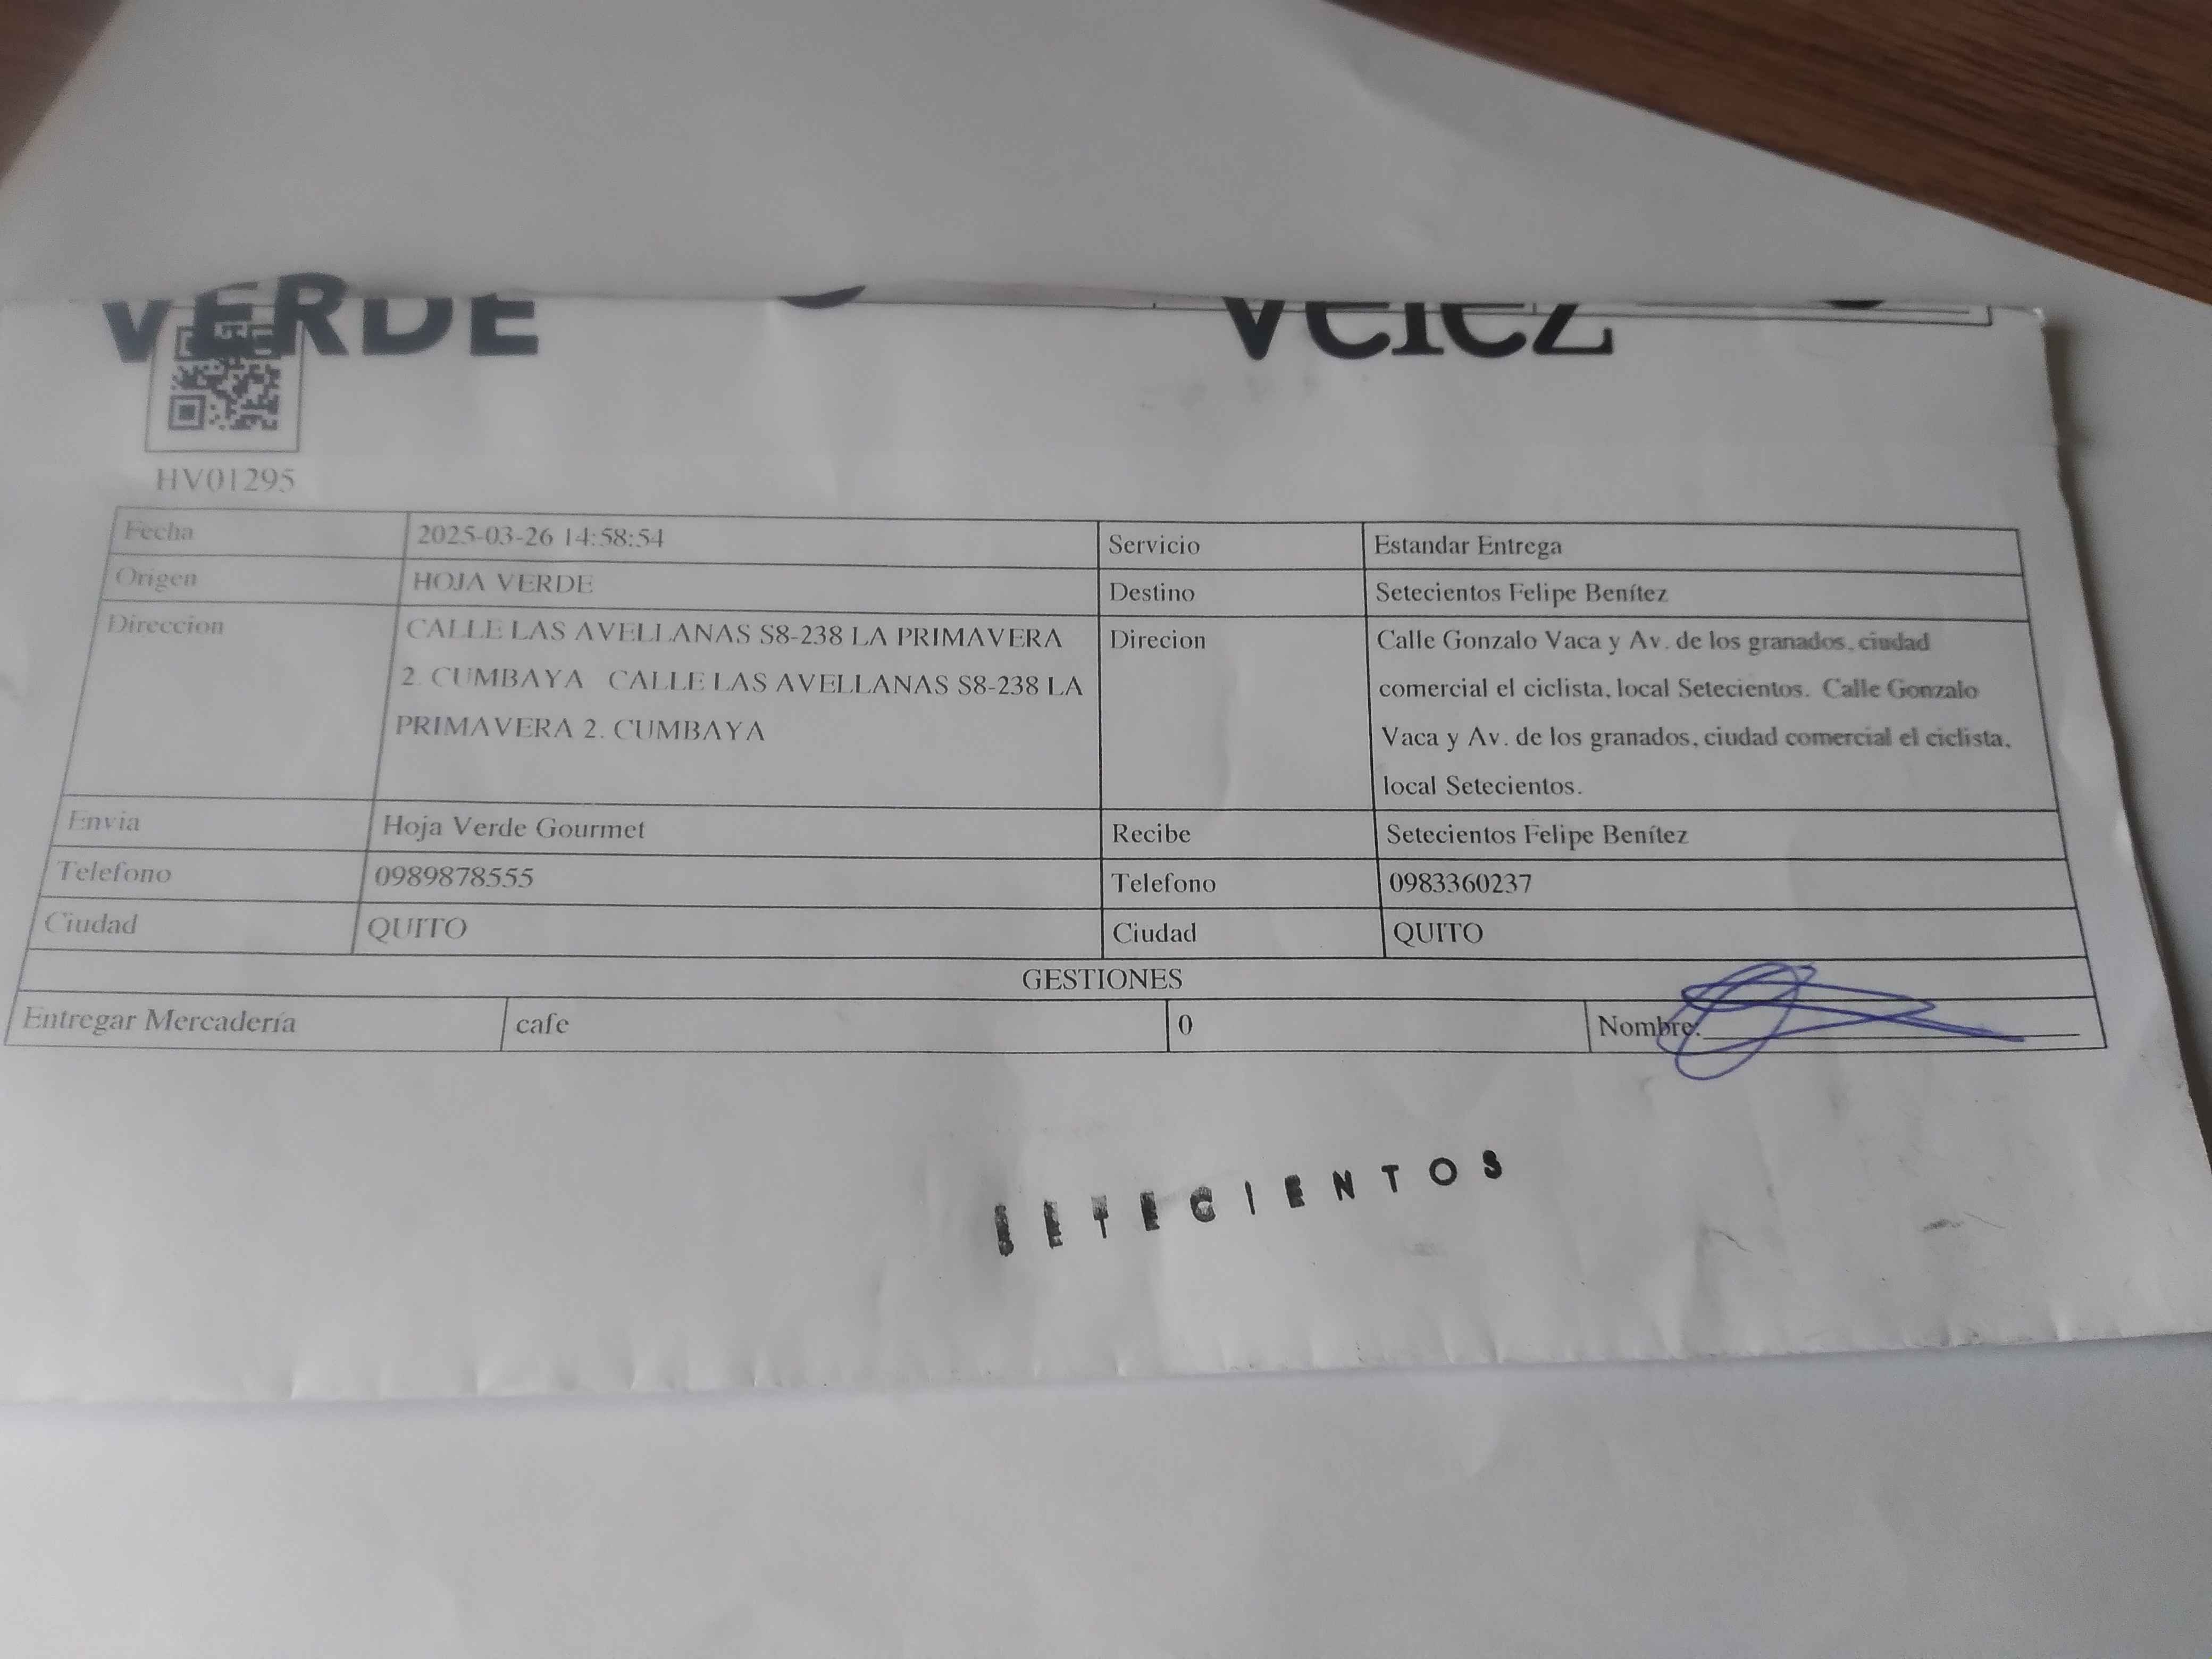 VERDE
Velez
HV01295
Fecha 2025-03-26 14:58:54 Servicio Estandar Entrega
Origen HOJA VERDE Destino Setecientos Felipe Benítez
Direccion CALLE LAS AVELLANAS S8-238 LA PRIMAVERA
2. CUMBAYA CALLE LAS AVELLANAS S8-238 LA
PRIMAVERA 2. CUMBAYA
Direcion Calle Gonzalo Vaca y Av. de los granados, ciudad
comercial el ciclista, local Setecientos. Calle Gonzalo
Vaca y Av. de los granados, ciudad comercial el ciclista,
local Setecientos.
Envia Hoja Verde Gourmet Recibe Setecientos Felipe Benítez
Telefono 0989878555 Telefono 0983360237
Ciudad QUITO Ciudad QUITO
GESTIONES
Entregar Mercadería cafe 0 Nombre:
SETECIENTOS